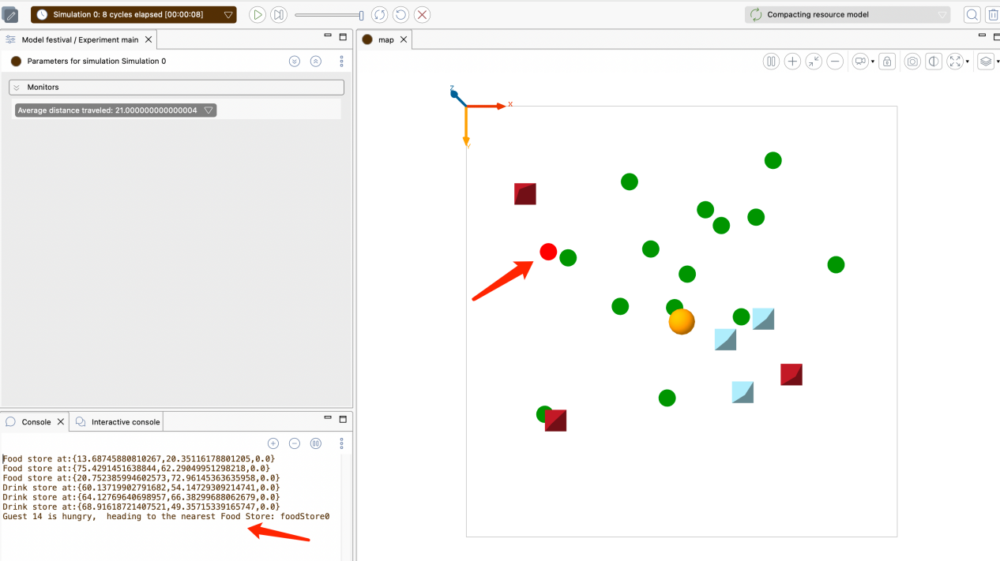 Simulation 0: 8 cycles elapsed [00:00:08]
Compacting resource model
Model festival / Experiment main
map
Parameters for simulation Simulation 0
Monitors
Average distance traveled: 21.000000000000004
Z
X
Y
Console
Interactive console
Food store at:{13.68745880810267,20.35116178801205,0.0}
Food store at:{75.4291451638844,62.29049951298218,0.0}
Food store at:{20.752385994602573,72.96145363635958,0.0}
Drink store at:{60.13719902791682,54.14729309214741,0.0}
Drink store at:{64.12769640698957,66.38299688062679,0.0}
Drink store at:{68.91618721407521,49.35715339165747,0.0}
Guest 14 is hungry,  heading to the nearest Food Store: foodStore0